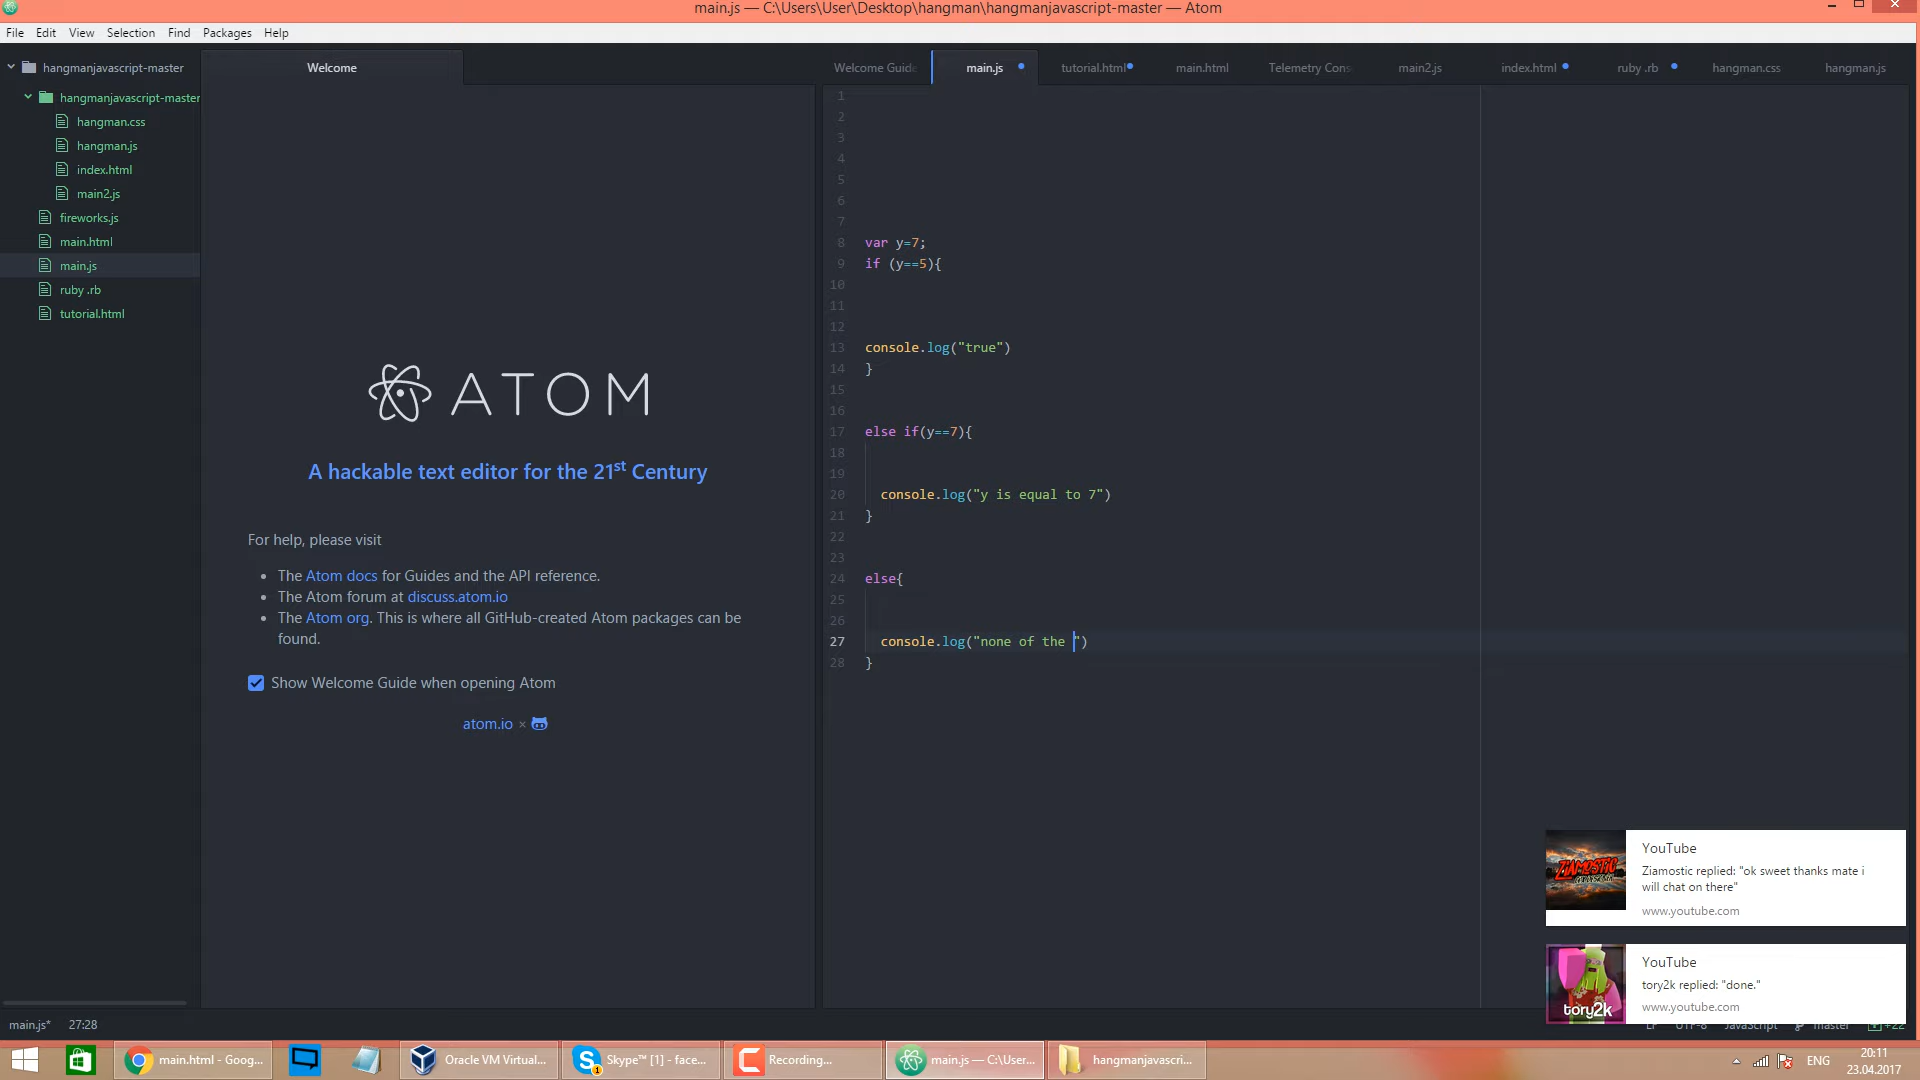 main.js — C:\Users\User\Desktop\hangman\hangmanjavascript-master — Atom
File Edit View Selection Find Packages Help
hangmanjavascript-master
hangmanjavascript-master
hangman.css
hangman.js
index.html
main2.js
fireworks.js
main.html
main.js
ruby .rb
tutorial.html
Welcome
ATOM
A hackable text editor for the 21st Century
For help, please visit
• The Atom docs for Guides and the API reference.
• The Atom forum at discuss.atom.io
• The Atom org. This is where all GitHub-created Atom packages can be
found.
Show Welcome Guide when opening Atom
atom.io ×
Welcome Guide main.js tutorial.html main.html Telemetry Cons main2.js index.html ruby .rb hangman.css hangman.js
1
2
3
4
5
6
7
8 var y=7;
9 if (y==5){
10
11
12
13 console.log("true")
14 }
15
16
17 else if(y==7){
18
19
20 console.log("y is equal to 7")
21 }
22
23
24 else{
25
26
27 console.log("none of the ")
28 }
YouTube
Ziamostic replied: "ok sweet thanks mate i
will chat on there"
www.youtube.com
ZIAMOSTIC
YouTube
tory2k replied: "done."
www.youtube.com
tory2k
main.js* 27:28
LF UTF-8 JavaScript master +22
main.html - Goog...
Oracle VM Virtual...
Skype™ [1] - face...
1
Recording...
main.js — C:\User...
hangmanjavascri...
ENG
20:11
23.04.2017